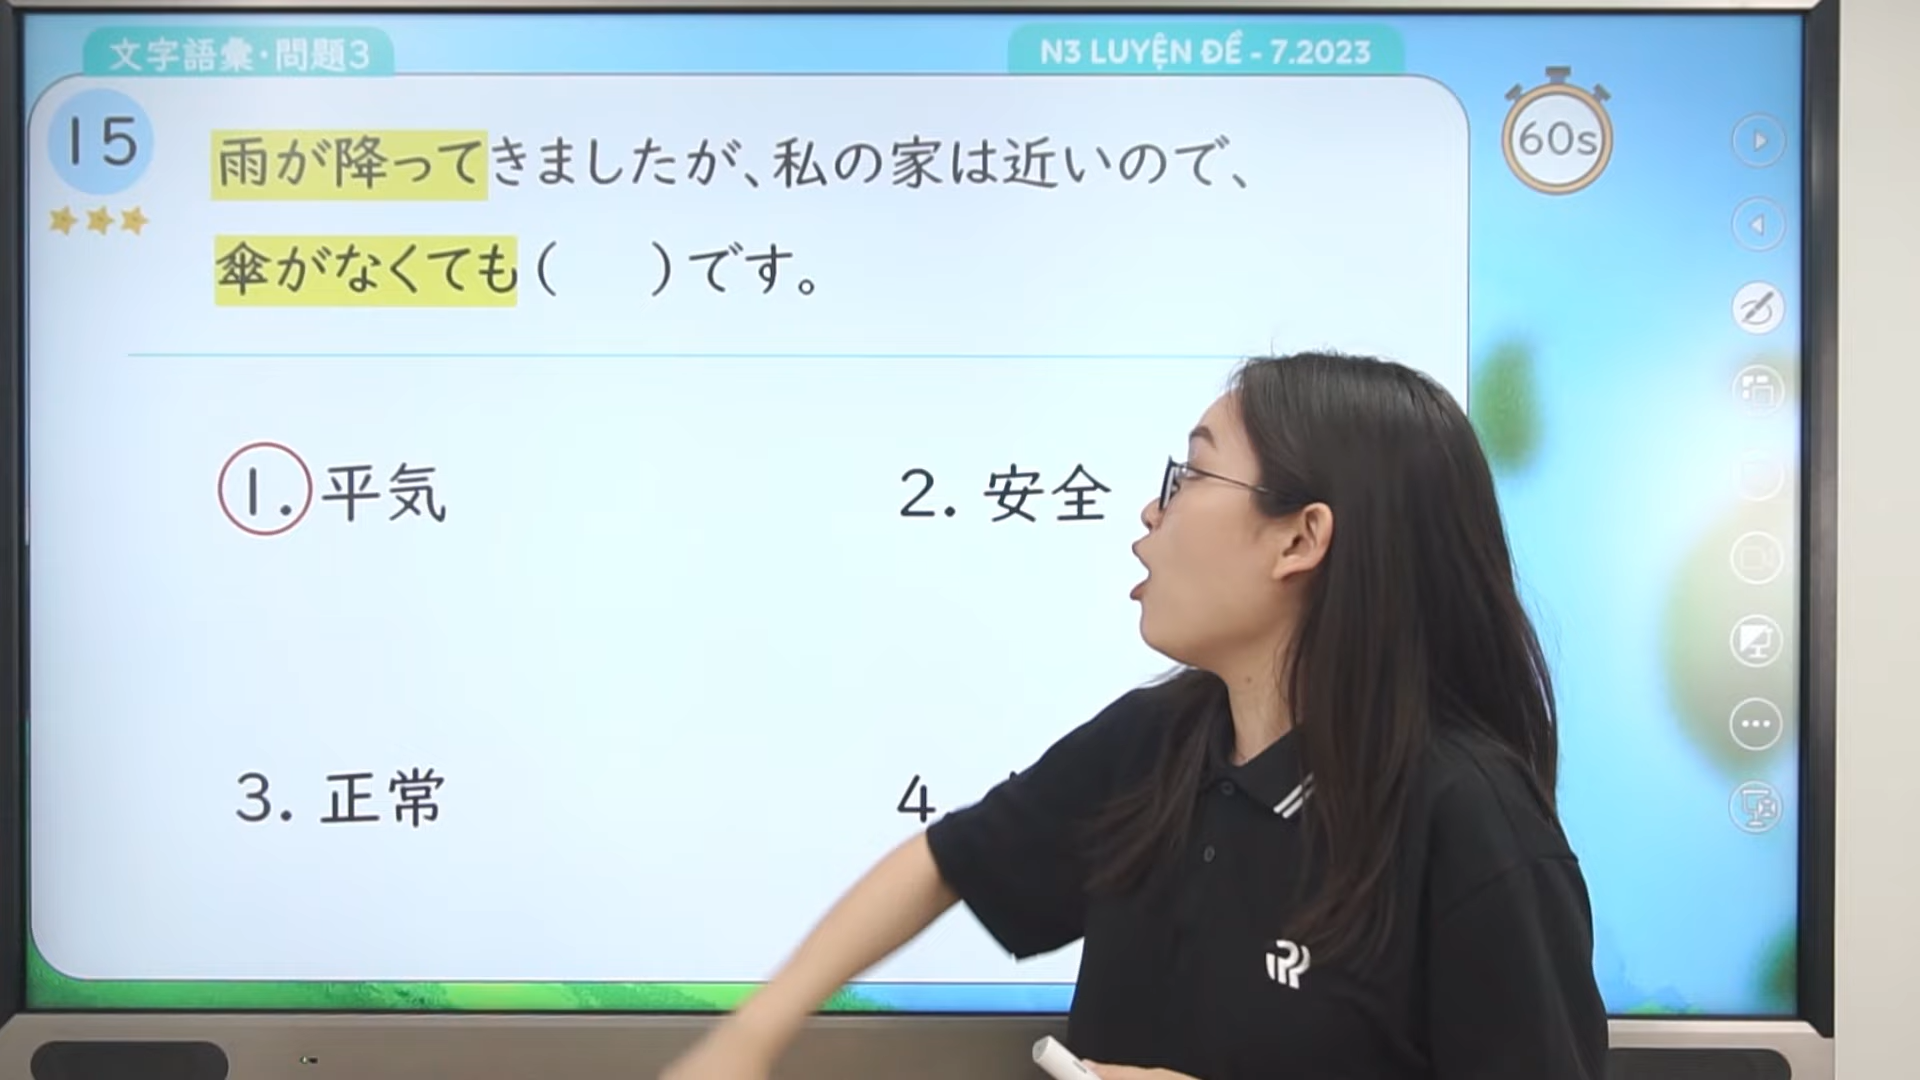 文字語彙・問題3
N3 LUYỆN ĐỀ - 7.2023
15
60s
雨が降ってきましたが、私の家は近いので、
傘がなくても(　　)です。
1. 平気
2. 安全
3. 正常
4.